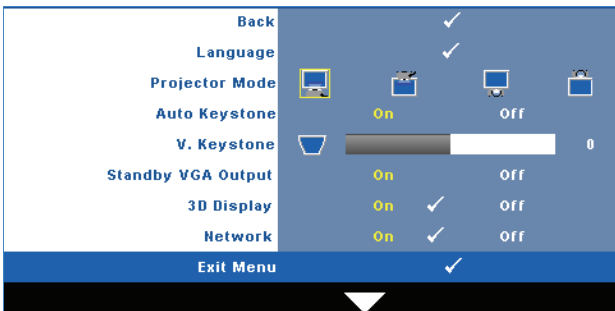 Back
Language
Projector Mode
Auto Keystone On Off
V. Keystone 0
Standby VGA Output On Off
3D Display On Off
Network On Off
Exit Menu